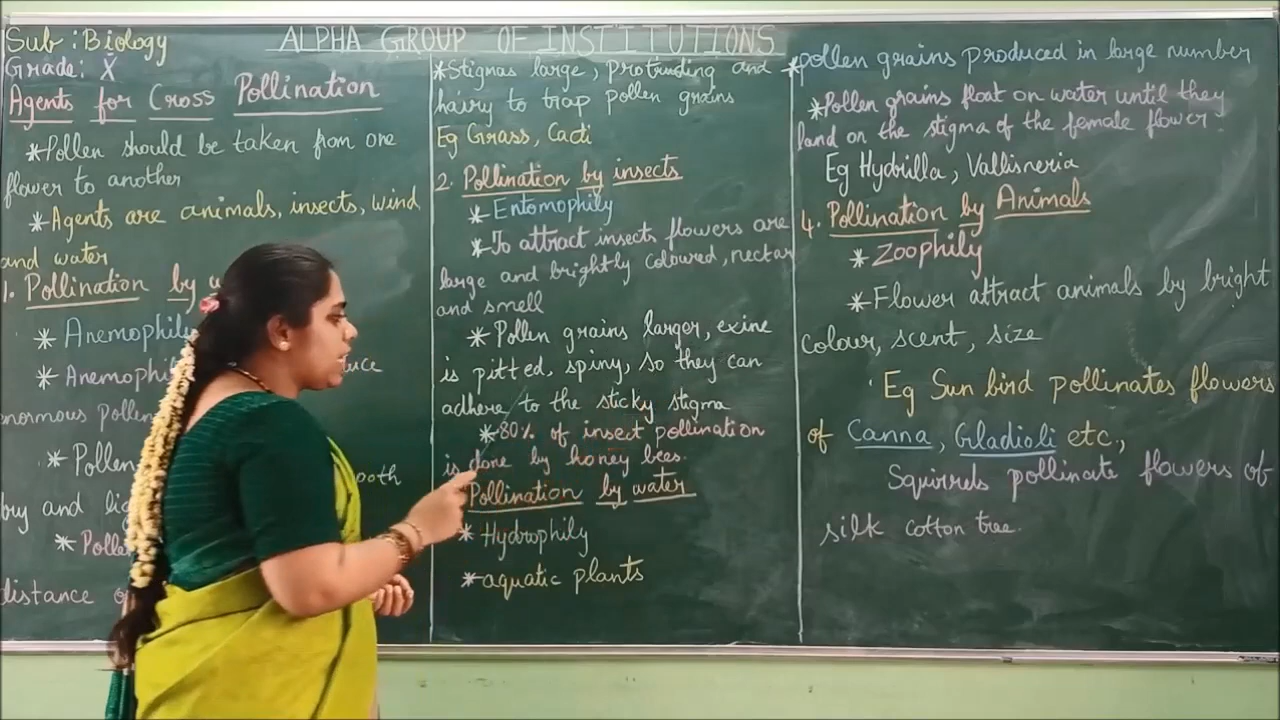 ALPHA GROUP OF INSTITUTIONS
Sub : Biology
Grade: X
Agents for Cross Pollination
*Pollen should be taken from one
flower to another
*Agents are animals, insects, wind
and water
1. Pollination by
*
*
enormous
*Pollen
and
*
distance
*Stigmas large, protruding and
hairy to trap pollen grains
Eg Grass, Cacti
2. Pollination by insects
*Entomophily
*To attract insects flowers are
large and brightly coloured, nectar
and smell
*Pollen grains larger, exine
is pitted, spiny, so they can
adhere to the sticky stigma
*80% of insect pollination
is done by honey bees.
Pollination by water
*Hydrophily
*aquatic plants
*pollen grains produced in large number
*Pollen grains float on water until they
land on the stigma of the female flower.
Eg Hydrilla, Vallisneria
4. Pollination by Animals
*Zoophily
*Flower attract animals by bright
colour, scent, size
Eg Sun bird pollinates flowers
of Canna, Gladioli etc.,
Squirrels pollinate flowers of
silk cotton tree.